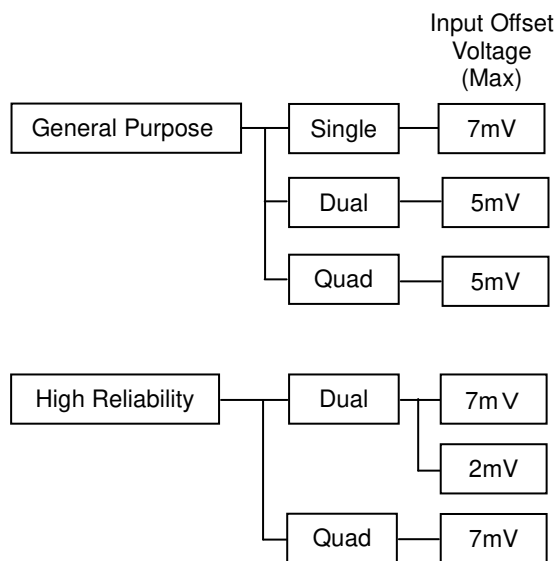 Input Offset
Voltage
(Max)
General Purpose
Single
7mV
Dual
5mV
Quad
5mV
High Reliability
Dual
7mV
2mV
Quad
7mV